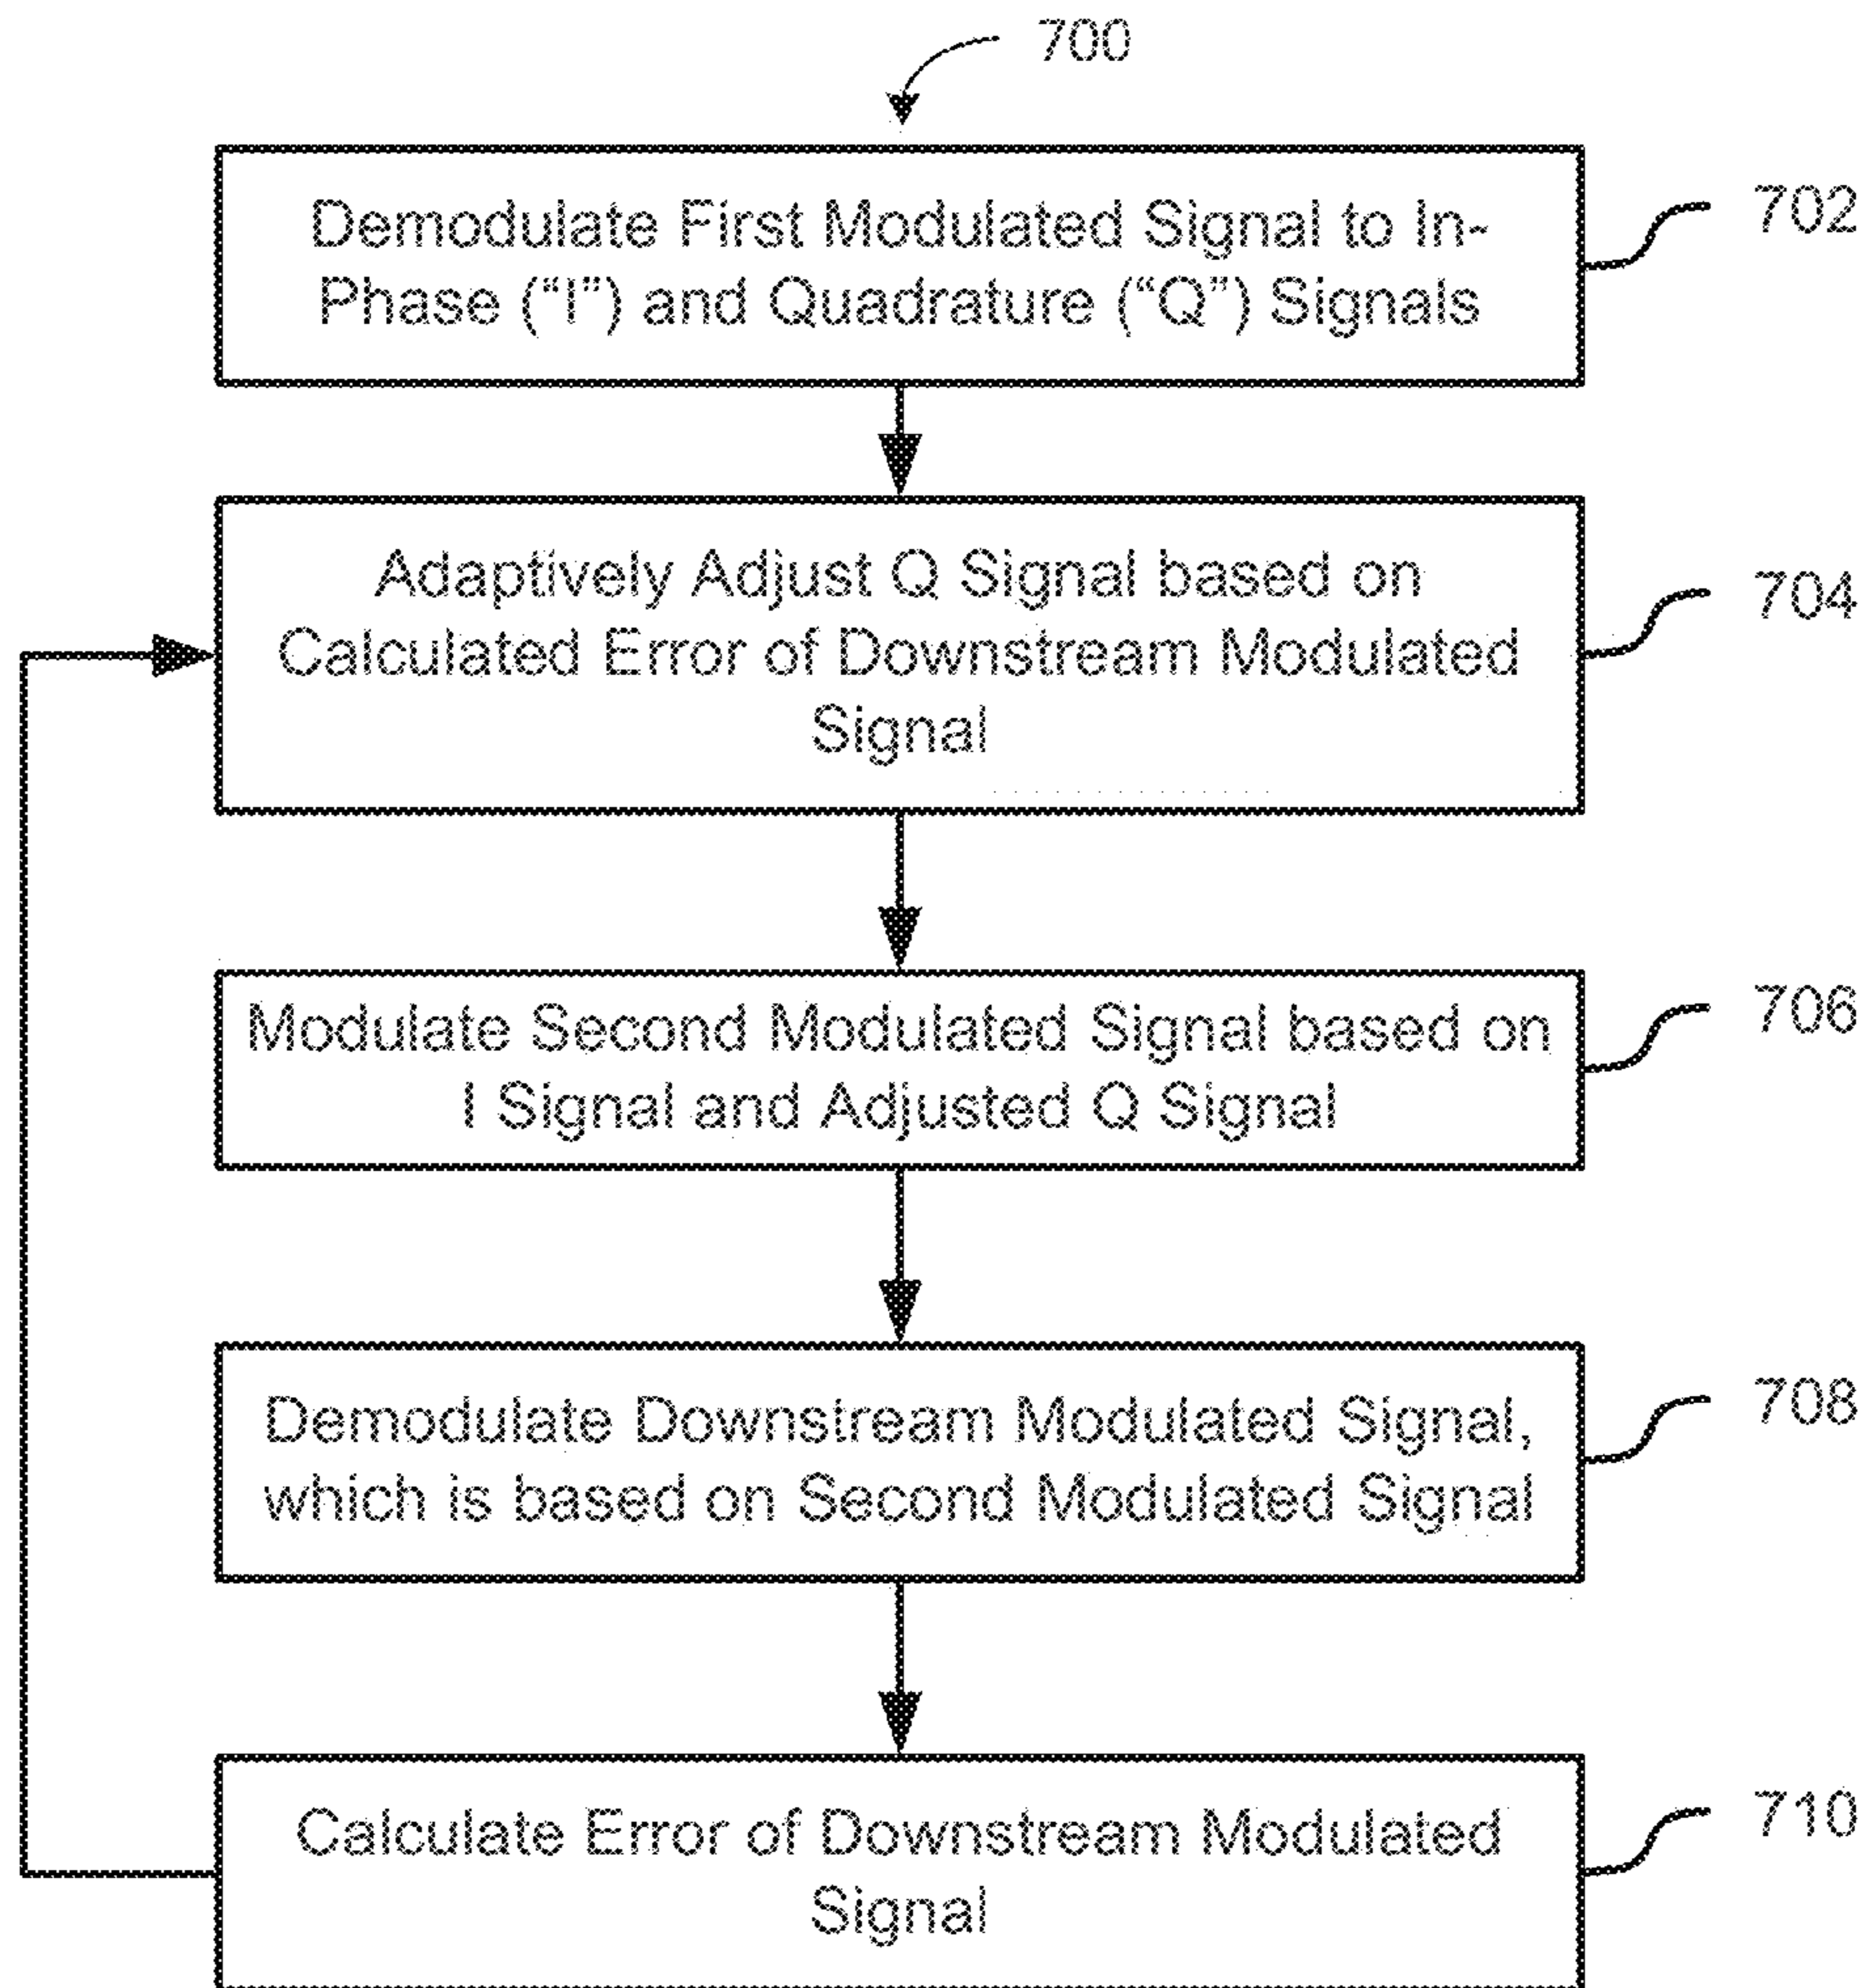 700
Demodulate First Modulated Signal to In-
Phase (“I”) and Quadrature (“Q”) Signals
702
Adaptively Adjust Q Signal based on
Calculated Error of Downstream Modulated
Signal
704
Modulate Second Modulated Signal based on
I Signal and Adjusted Q Signal
706
Demodulate Downstream Modulated Signal,
which is based on Second Modulated Signal
708
Calculate Error of Downstream Modulated
Signal
710